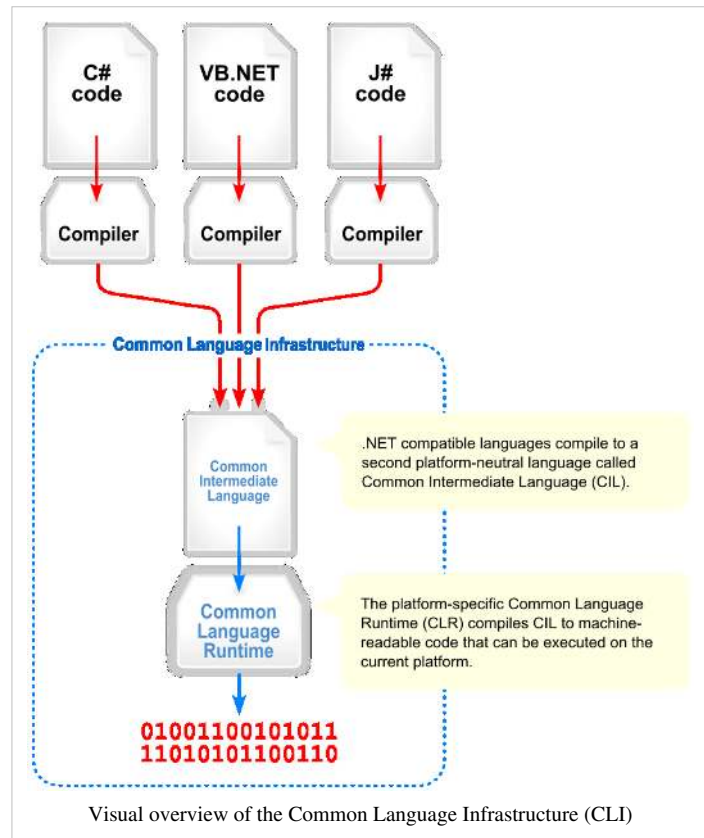 C#
code
VB.NET
code
J#
code
Compiler
Compiler
Compiler
Common Language Infrastructure
Common
Intermediate
Language
.NET compatible languages compile to a
second platform-neutral language called
Common Intermediate Language (CIL).
Common
Language
Runtime
The platform-specific Common Language
Runtime (CLR) compiles CIL to machine-
readable code that can be executed on the
current platform.
01001100101011
11010101100110
Visual overview of the Common Language Infrastructure (CLI)